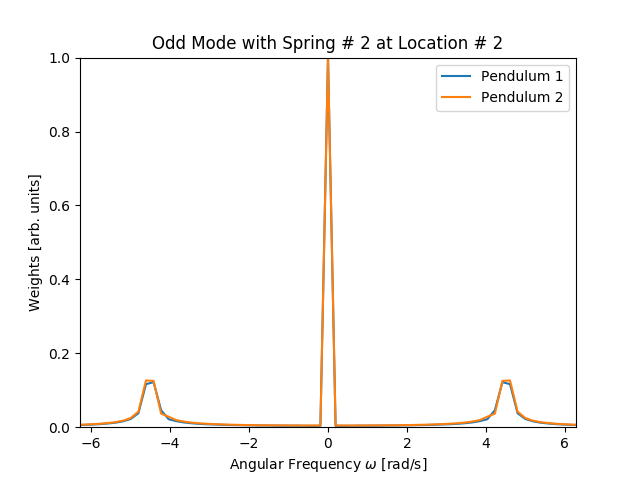 Odd Mode with Spring # 2 at Location # 2
Pendulum 1
Pendulum 2
1.0
0.8
0.6
0.4
0.2
0.0
Weights [arb. units]
−6 −4 −2 0 2 4 6
Angular Frequency ω [rad/s]